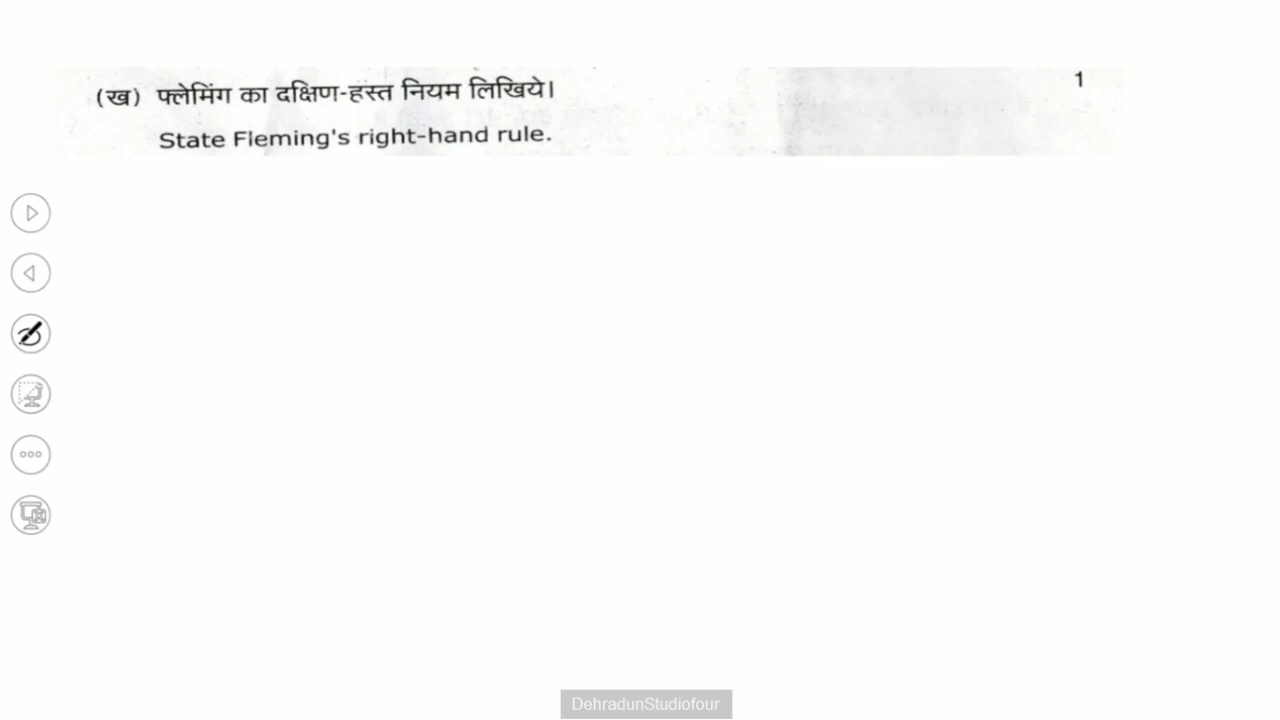 (ख) फ्लेमिंग का दक्षिण-हस्त नियम लिखिये। 1
State Fleming's right-hand rule.
DehradunStudiofour